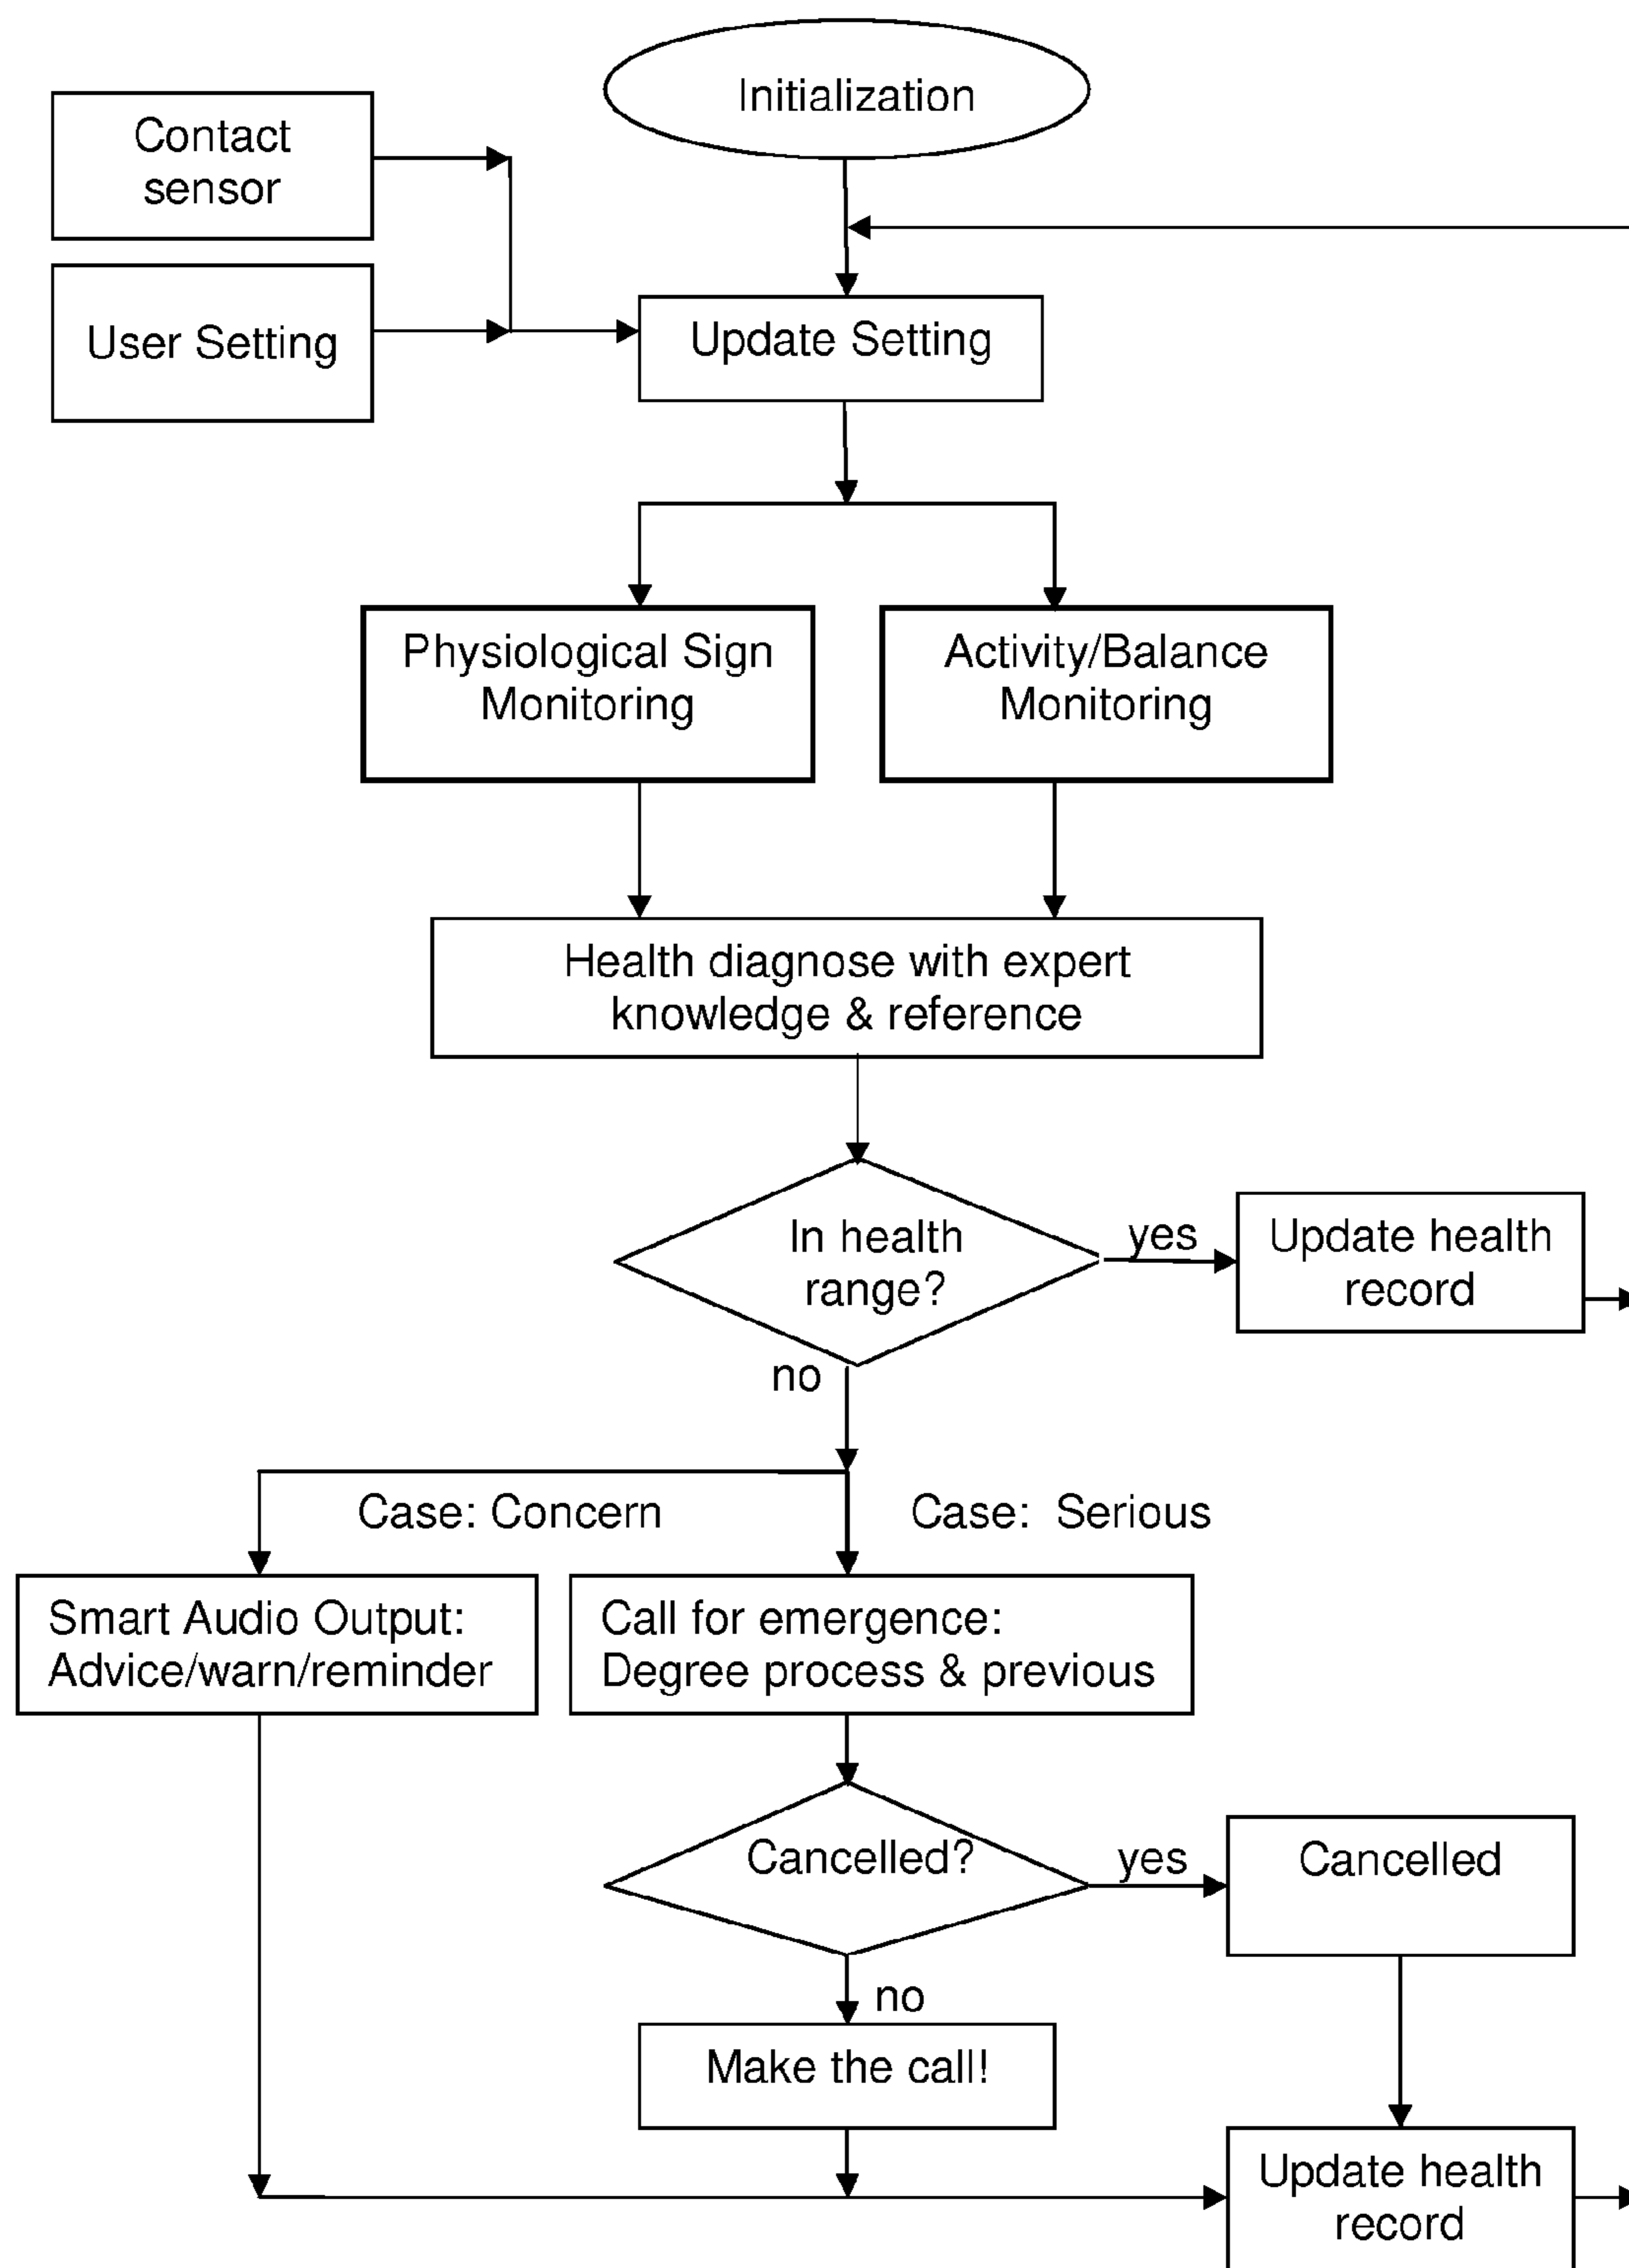 Initialization
Contact
sensor
User Setting
Update Setting
Physiological Sign
Monitoring
Activity/Balance
Monitoring
Health diagnose with expert
knowledge & reference
In health
range?
yes
Update health
record
no
Case: Concern
Case:  Serious
Smart Audio Output:
Advice/warn/reminder
Call for emergence:
Degree process & previous
Cancelled?
yes
Cancelled
no
Make the call!
Update health
record